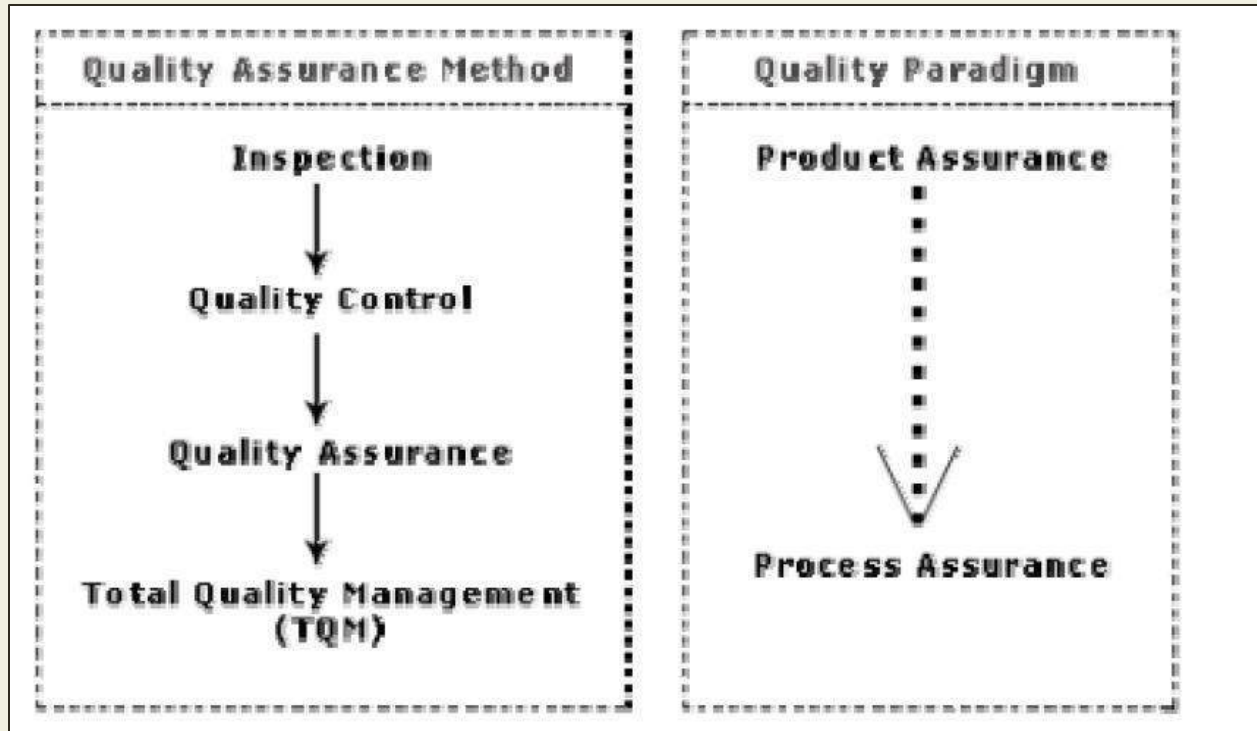 Quality Assurance Method
Inspection
Quality Control
Quality Assurance
Total Quality Management
(TQM)
Quality Paradigm
Product Assurance
Process Assurance